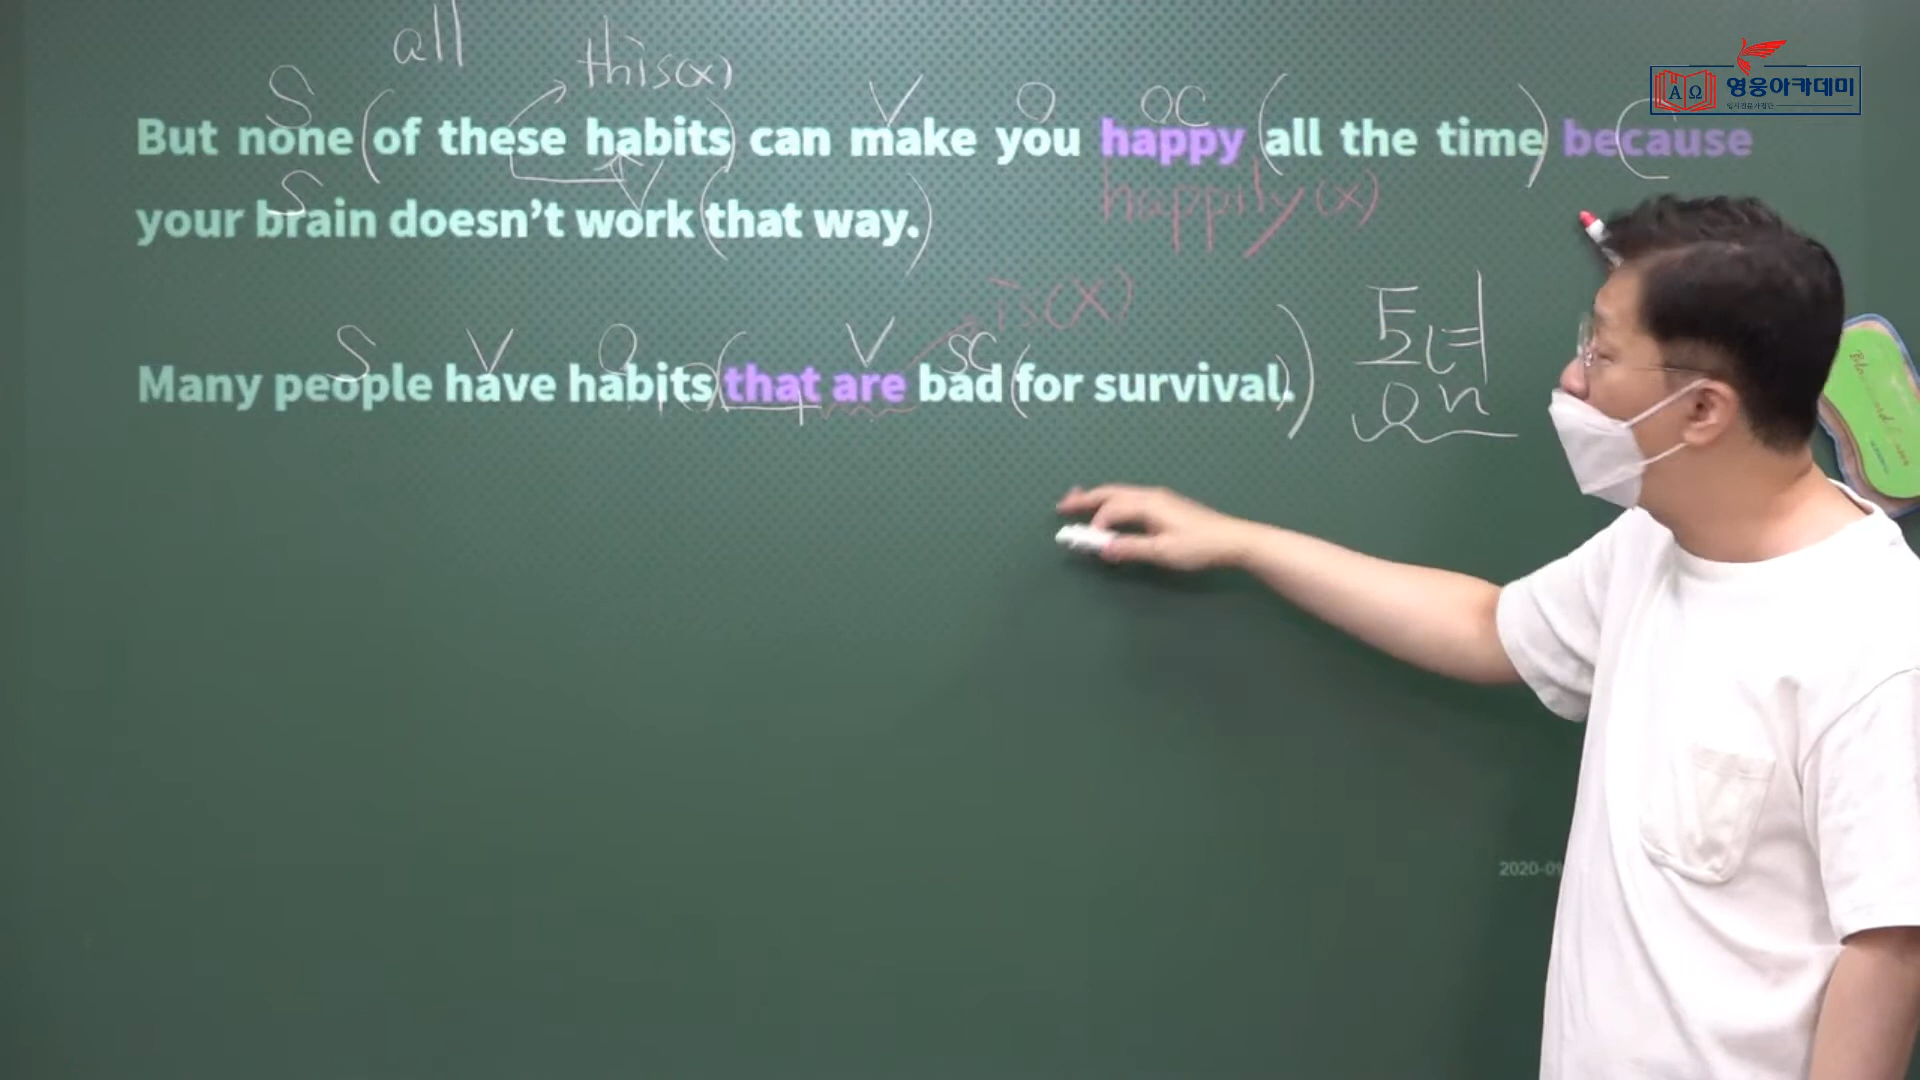 all
this(x)
S V O OC
영웅아카데미
A Ω
But none (of these habits) can make you happy (all the time) because
S V
your brain doesn't work (that way.)
happily(x)
is(X)
S V O V SC
Many people have habits (that are bad (for survival.))